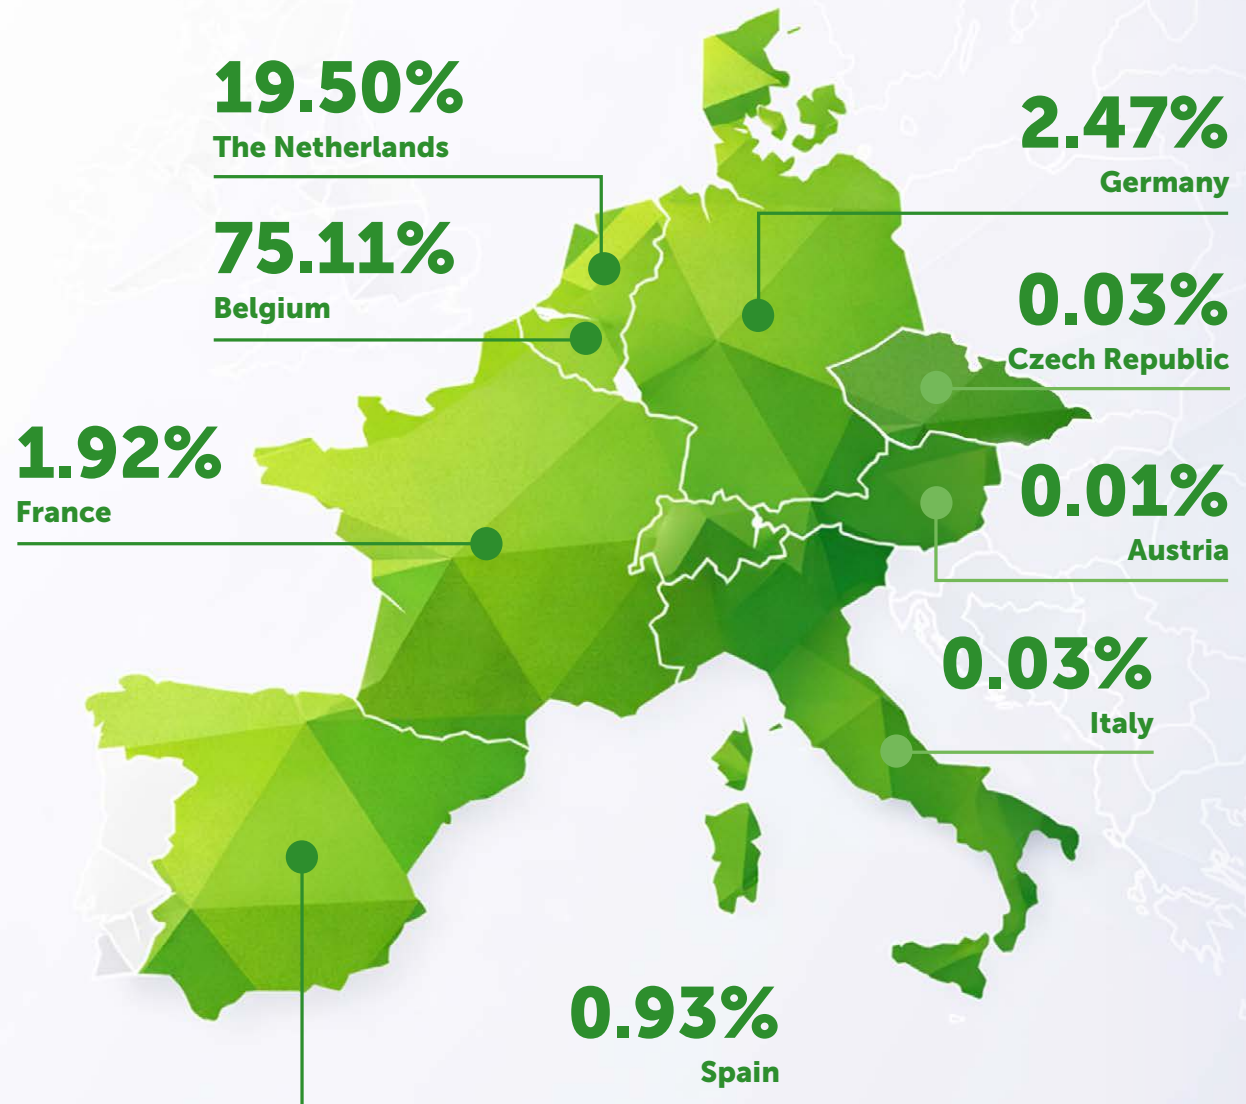 19.50%
The Netherlands
2.47%
Germany
75.11%
Belgium
0.03%
Czech Republic
1.92%
France
0.01%
Austria
0.03%
Italy
0.93%
Spain